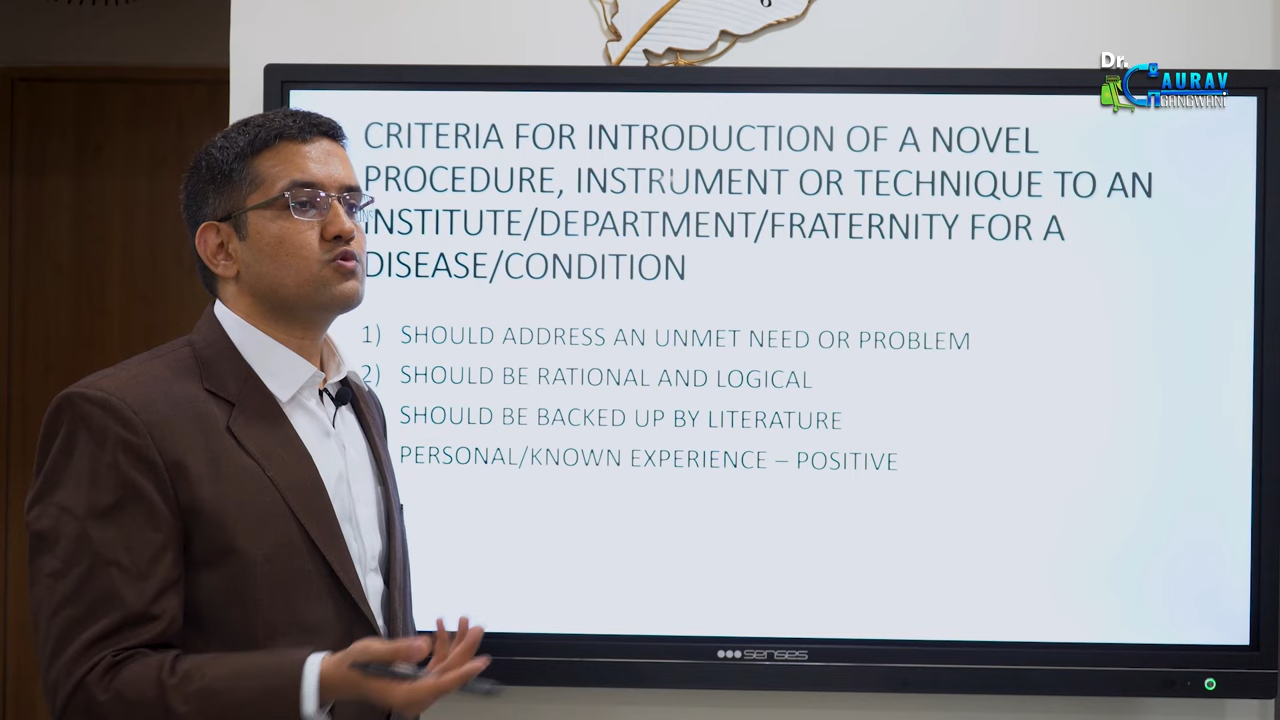 Dr.
GAURAV
GANGWANI
CRITERIA FOR INTRODUCTION OF A NOVEL
PROCEDURE, INSTRUMENT OR TECHNIQUE TO AN
INSTITUTE/DEPARTMENT/FRATERNITY FOR A
DISEASE/CONDITION
1) SHOULD ADDRESS AN UNMET NEED OR PROBLEM
2) SHOULD BE RATIONAL AND LOGICAL
SHOULD BE BACKED UP BY LITERATURE
PERSONAL/KNOWN EXPERIENCE – POSITIVE
senses